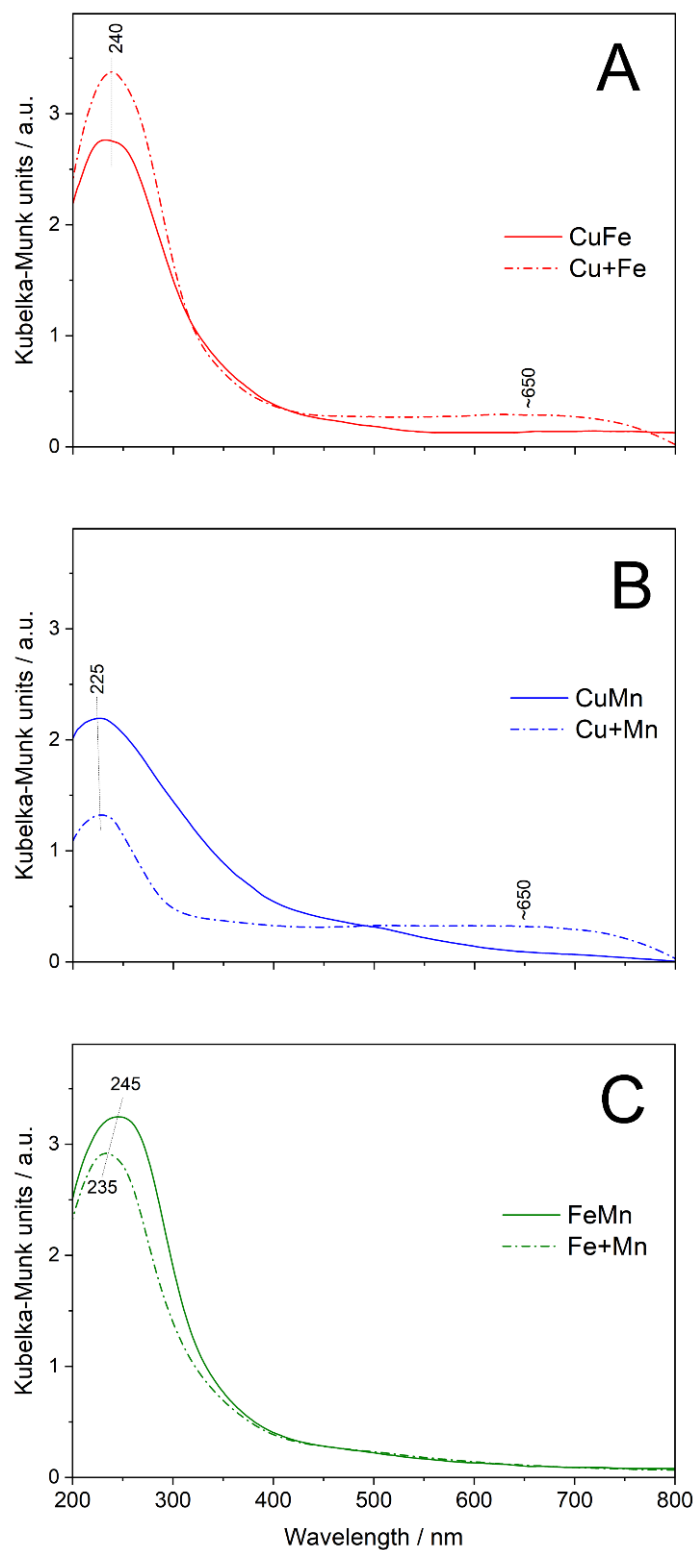 A
240
3
2
1
0
Kubelka-Munk units / a.u.
CuFe
Cu+Fe
~650
B
225
3
2
1
0
Kubelka-Munk units / a.u.
CuMn
Cu+Mn
~650
C
245
235
3
2
1
0
Kubelka-Munk units / a.u.
FeMn
Fe+Mn
200 300 400 500 600 700 800
Wavelength / nm